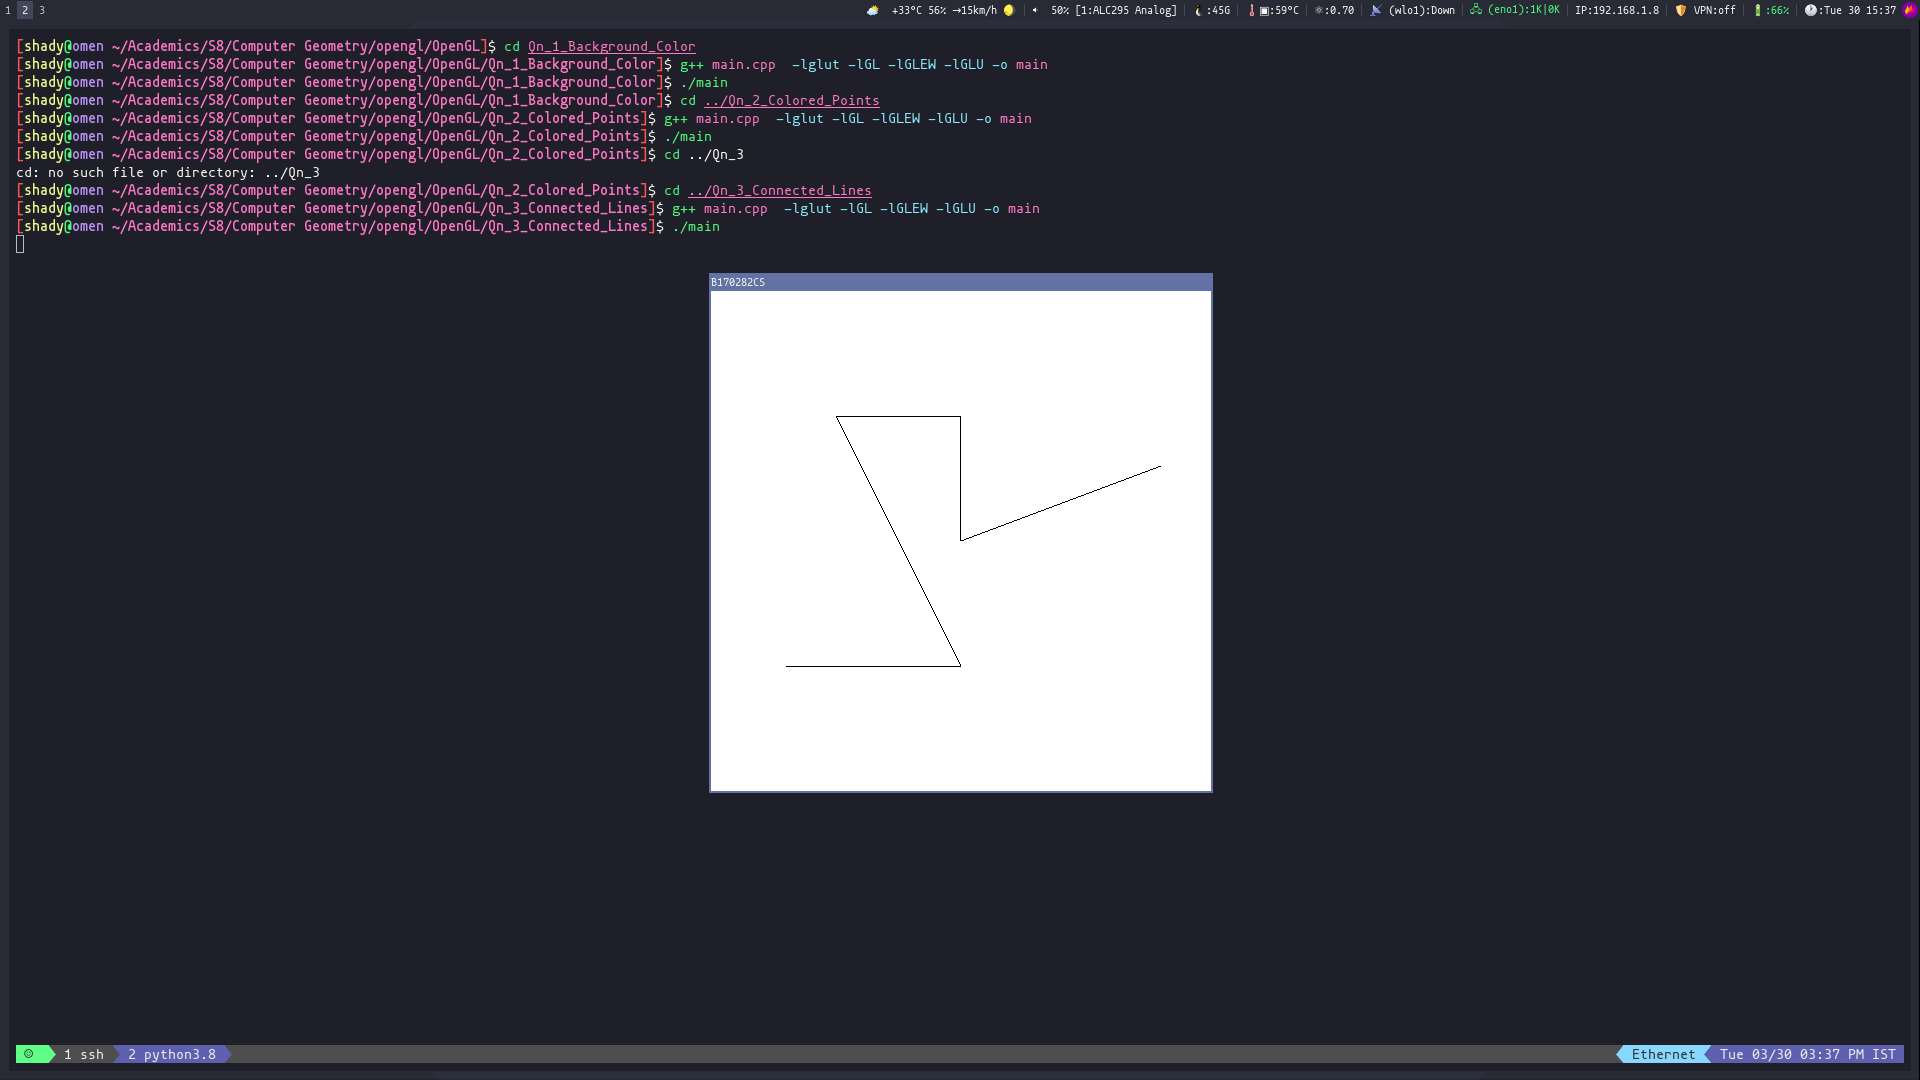 1 2 3 +33°C 56% →15km/h 50% [1:ALC295 Analog] :45G :59°C :0.70 (wlo1):Down (eno1):1K|0K IP:192.168.1.8 VPN:off :66% :Tue 30 15:37
[shady@omen ~/Academics/S8/Computer Geometry/opengl/OpenGL]$ cd Qn_1_Background_Color
[shady@omen ~/Academics/S8/Computer Geometry/opengl/OpenGL/Qn_1_Background_Color]$ g++ main.cpp  -lglut -lGL -lGLEW -lGLU -o main
[shady@omen ~/Academics/S8/Computer Geometry/opengl/OpenGL/Qn_1_Background_Color]$ ./main
[shady@omen ~/Academics/S8/Computer Geometry/opengl/OpenGL/Qn_1_Background_Color]$ cd ../Qn_2_Colored_Points
[shady@omen ~/Academics/S8/Computer Geometry/opengl/OpenGL/Qn_2_Colored_Points]$ g++ main.cpp  -lglut -lGL -lGLEW -lGLU -o main
[shady@omen ~/Academics/S8/Computer Geometry/opengl/OpenGL/Qn_2_Colored_Points]$ ./main
[shady@omen ~/Academics/S8/Computer Geometry/opengl/OpenGL/Qn_2_Colored_Points]$ cd ../Qn_3
cd: no such file or directory: ../Qn_3
[shady@omen ~/Academics/S8/Computer Geometry/opengl/OpenGL/Qn_2_Colored_Points]$ cd ../Qn_3_Connected_Lines
[shady@omen ~/Academics/S8/Computer Geometry/opengl/OpenGL/Qn_3_Connected_Lines]$ g++ main.cpp  -lglut -lGL -lGLEW -lGLU -o main
[shady@omen ~/Academics/S8/Computer Geometry/opengl/OpenGL/Qn_3_Connected_Lines]$ ./main
B170282CS
1 ssh 2 python3.8 Ethernet Tue 03/30 03:37 PM IST